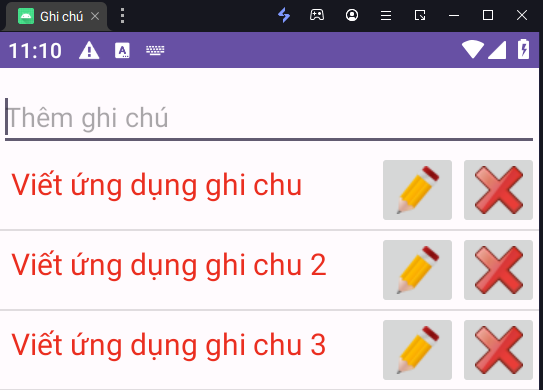 Ghi chú
11:10
Thêm ghi chú
Viết ứng dụng ghi chu
Viết ứng dụng ghi chu 2
Viết ứng dụng ghi chu 3